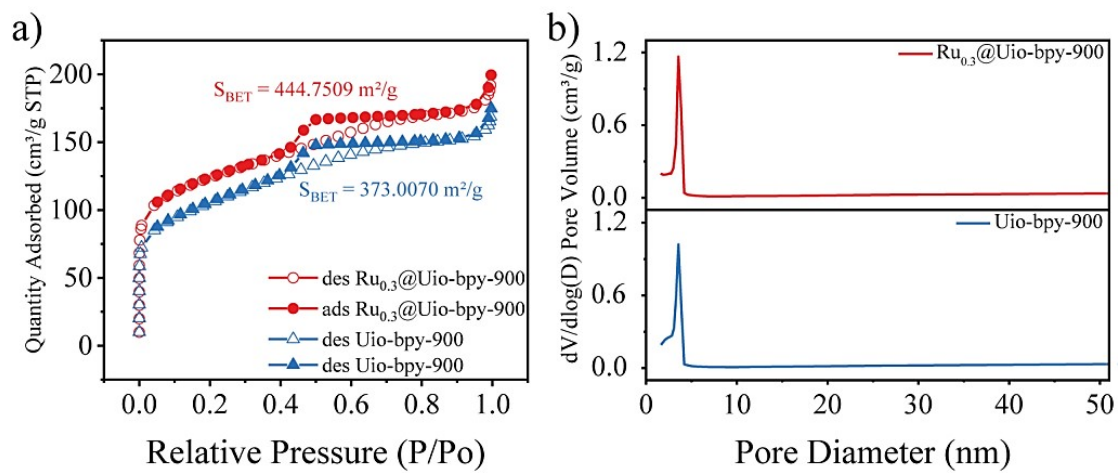 a)
Quantity Adsorbed (cm³/g STP)
200
150
100
50
0
S_BET = 444.7509 m²/g
S_BET = 373.0070 m²/g
des Ru₀.₃@Uio-bpy-900
ads Ru₀.₃@Uio-bpy-900
des Uio-bpy-900
des Uio-bpy-900
0.0 0.2 0.4 0.6 0.8 1.0
Relative Pressure (P/Po)
b)
dV/dlog(D) Pore Volume (cm³/g)
1.2
0.6
0.0
Ru₀.₃@Uio-bpy-900
1.2
0.6
0.0
Uio-bpy-900
0 10 20 30 40 50
Pore Diameter (nm)